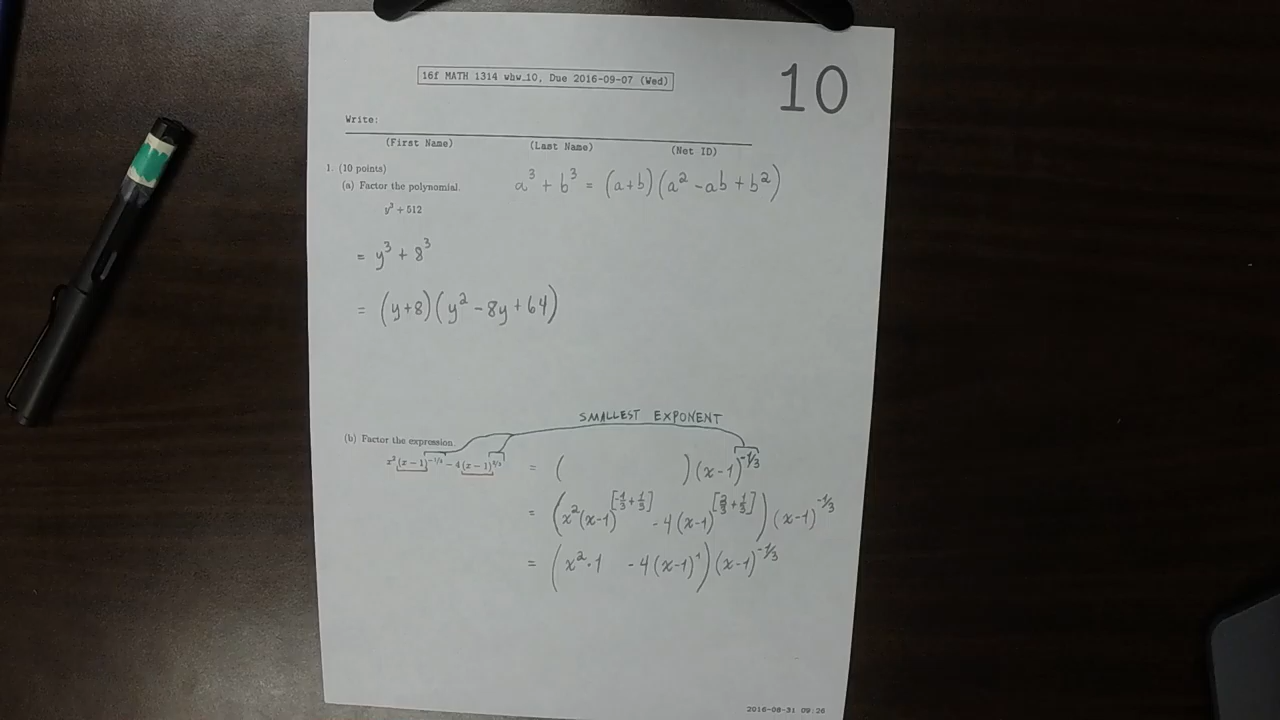 16f MATH 1314 whw_10, Due 2016-09-07 (Wed)
10
Write:
(First Name) (Last Name) (Net ID)
1. (10 points)
(a) Factor the polynomial.
a³ + b³ = (a+b)(a² - ab + b²)
y³ + 512
= y³ + 8³
= (y+8)(y² - 8y + 64)
SMALLEST EXPONENT
(b) Factor the expression.
x²(x − 1)^{−1/3} − 4(x − 1)^{2/3} = ( )(x-1)^{-1/3}
= (x²(x-1)^{[-1/3 + 1/3]} - 4(x-1)^{[2/3 + 1/3]})(x-1)^{-1/3}
= (x²·1 - 4(x-1)¹)(x-1)^{-1/3}
2016-08-31 09:26